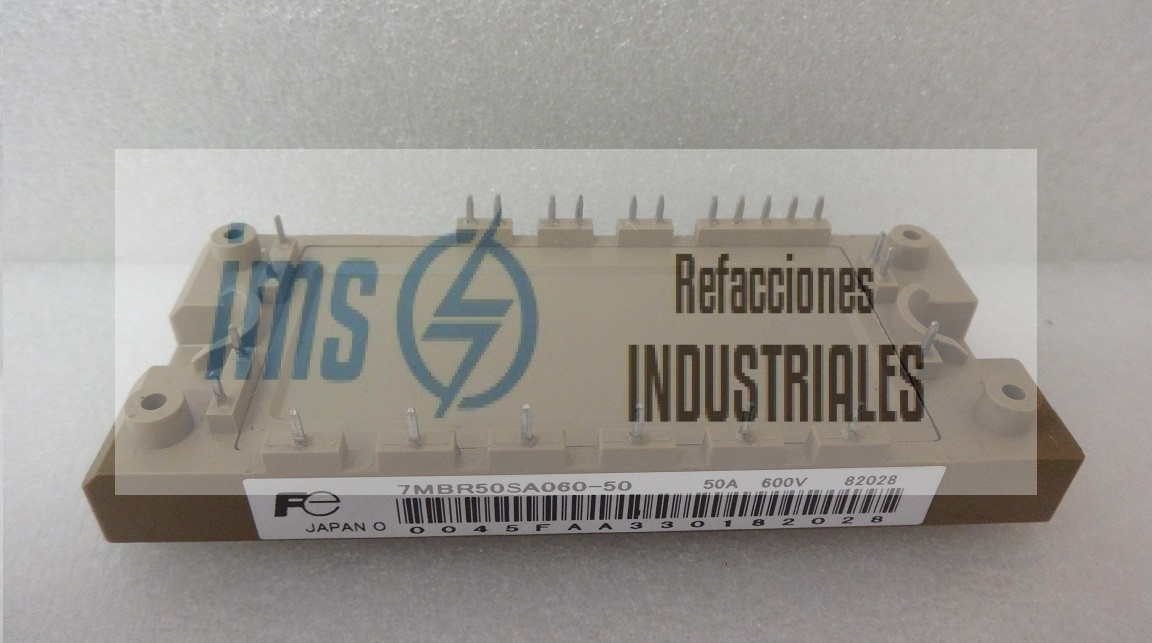 ims
Refacciones
INDUSTRIALES
7MBR50SA060-50 50A 600V 82028
Fe
JAPAN O
0045FAA330182028